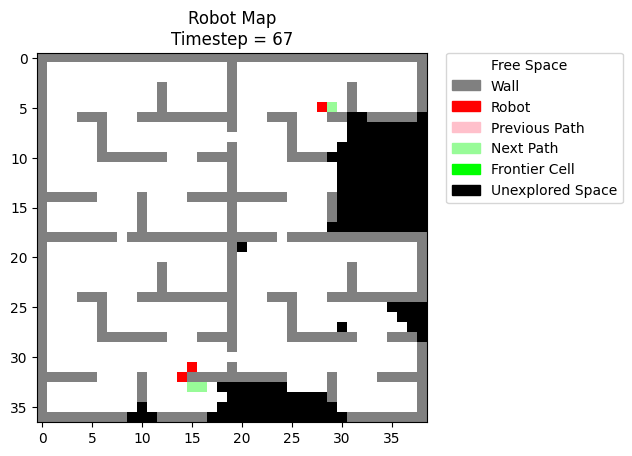 Robot Map
Timestep = 67
Free Space
Wall
Robot
Previous Path
Next Path
Frontier Cell
Unexplored Space
0
5
10
15
20
25
30
35
0 5 10 15 20 25 30 35